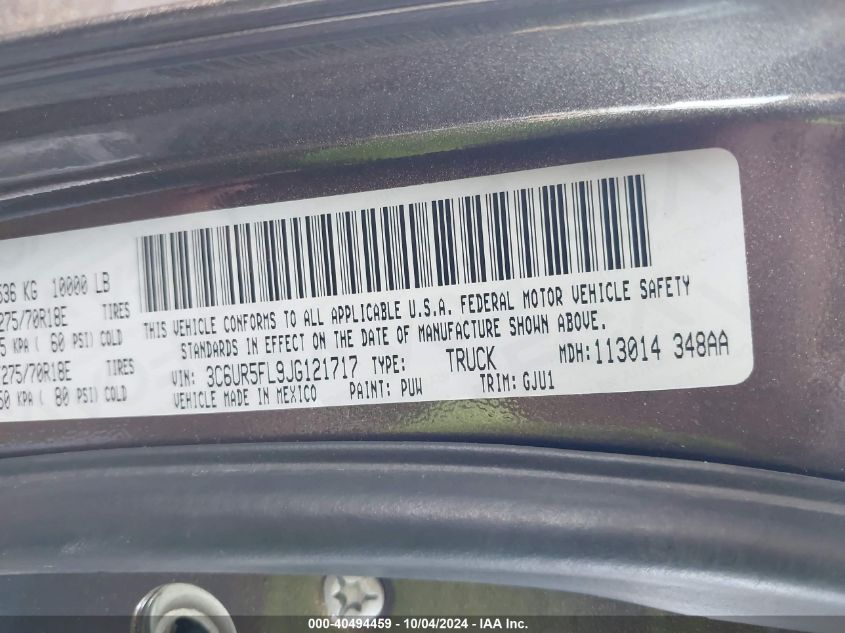 536 KG 10000 LB
275/70R18E TIRES
5 KPA ( 60 PSI) COLD
275/70R18E TIRES
50 KPA ( 80 PSI) COLD
THIS VEHICLE CONFORMS TO ALL APPLICABLE U.S.A. FEDERAL MOTOR VEHICLE SAFETY
STANDARDS IN EFFECT ON THE DATE OF MANUFACTURE SHOWN ABOVE.
VIN: 3C6UR5FL9JG121717 TYPE: TRUCK MDH:113014 348AA
VEHICLE MADE IN MEXICO PAINT: PUW TRIM: GJU1
000-40494459 - 10/04/2024 - IAA Inc.